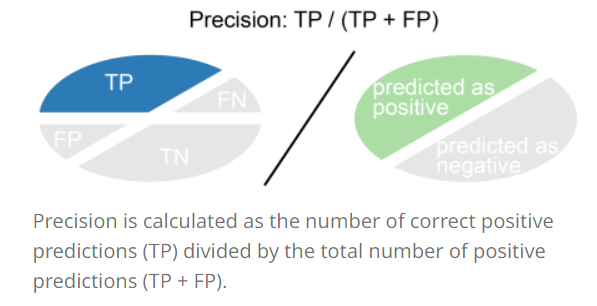 Precision: TP / (TP + FP)
TP
FN
FP
TN
predicted as
positive
predicted as
negative
Precision is calculated as the number of correct positive
predictions (TP) divided by the total number of positive
predictions (TP + FP).